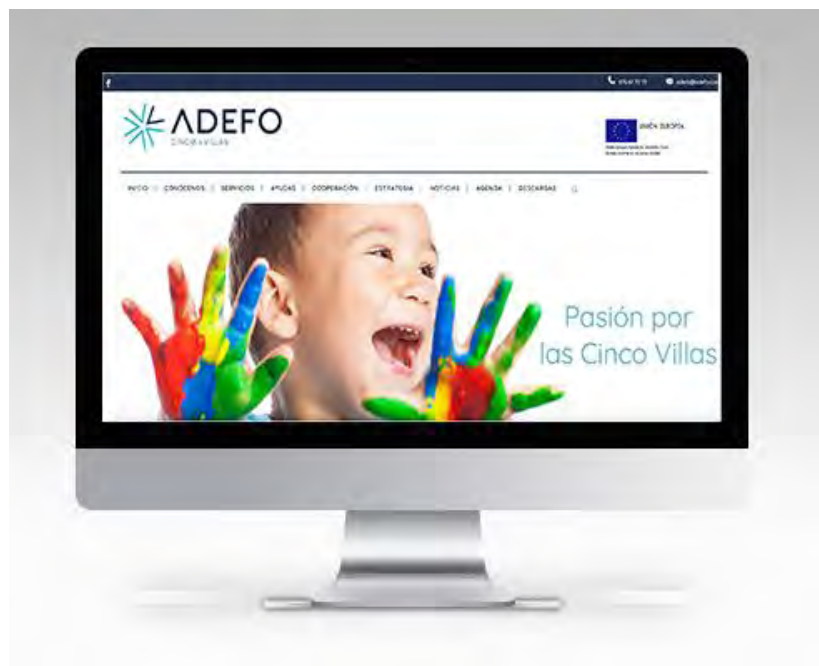 f
ADEFO
CINCO VILLAS
UNIÓN EUROPEA
INICIO | CONÓCENOS | SERVICIOS | AYUDAS | COOPERACIÓN | ESTRATEGIA | NOTICIAS | AGENDA | DESCARGAS
Pasión por
las Cinco Villas